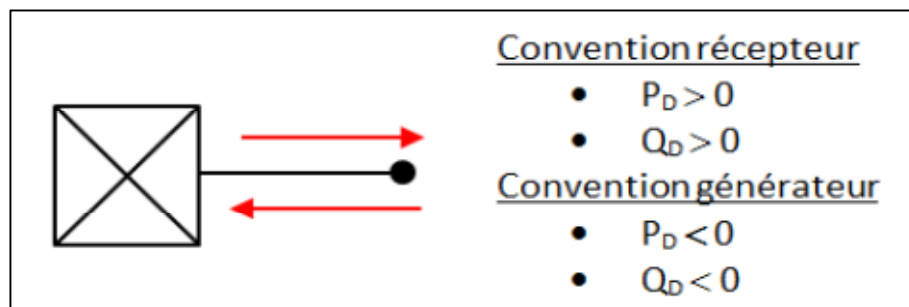 Convention récepteur
• P_D > 0
• Q_D > 0
Convention générateur
• P_D < 0
• Q_D < 0